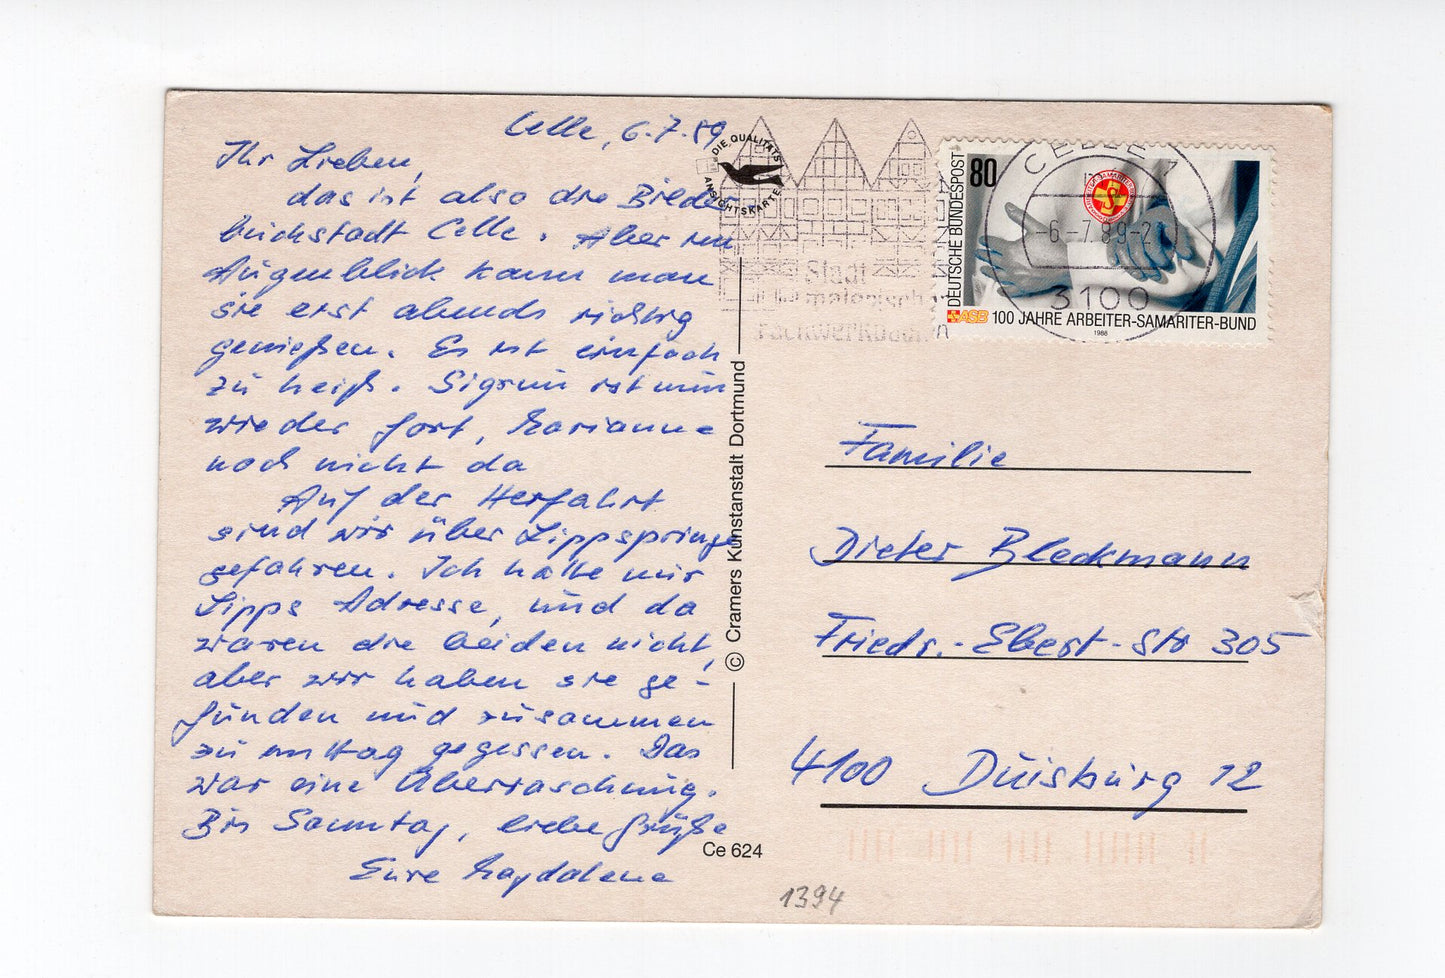 Celle, 6.7.89
Ihr Lieben,
das ist also die Bilder-
buchstadt Celle. Aber im
Augenblick kann man
sie erst abends richtig
genießen. Es ist einfach
zu heiß. Sigrun ist nun
wieder fort, Marianne
noch nicht da
Auf der Herfahrt
sind wir über Lippspringe
gefahren. Ich hatte mir
Lipps Adresse, und da
waren die beiden nicht,
aber wir haben sie ge-
funden und zusammen
zu mittag gegessen. Das
war eine Überraschung.
Bis Sonntag, liebe Grüße
Eure Magdalena
DIE QUALITÄTS
ANSICHTSKARTE
© Cramers Kunstanstalt Dortmund
Ce 624
Stadt
CELLE 1
-6.-7.89-2
3100
80
DEUTSCHE BUNDESPOST
ASB 100 JAHRE ARBEITER-SAMARITER-BUND
1988
Familie
Dieter Bleckmann
Friedr.-Ebert-Str 305
4100 Duisburg 12
1394